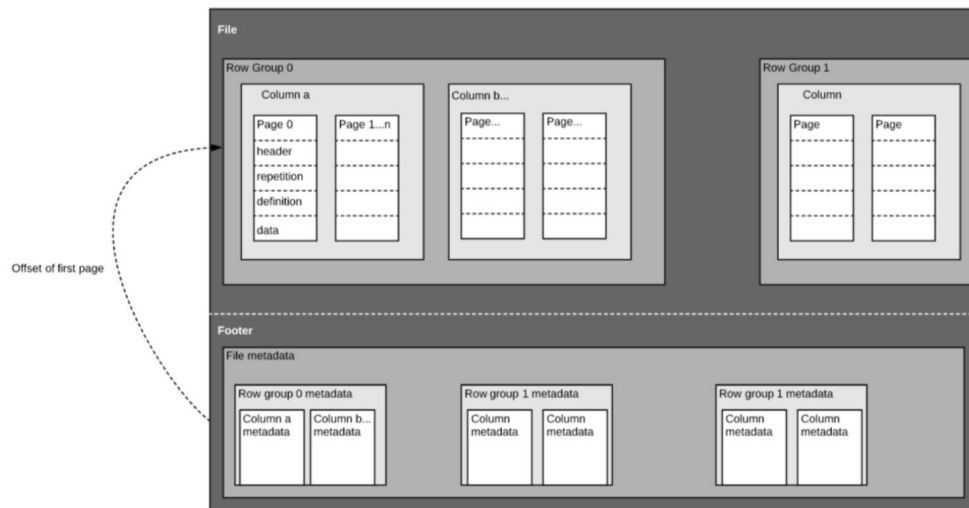 File
Row Group 0
Row Group 1
Column a
Column b...
Column
Page 0
Page 1...n
Page...
Page...
Page
Page
header
repetition
definition
data
Offset of first page
Footer
File metadata
Row group 0 metadata
Row group 1 metadata
Row group 1 metadata
Column a
metadata
Column b...
metadata
Column
metadata
Column
metadata
Column
metadata
Column
metadata